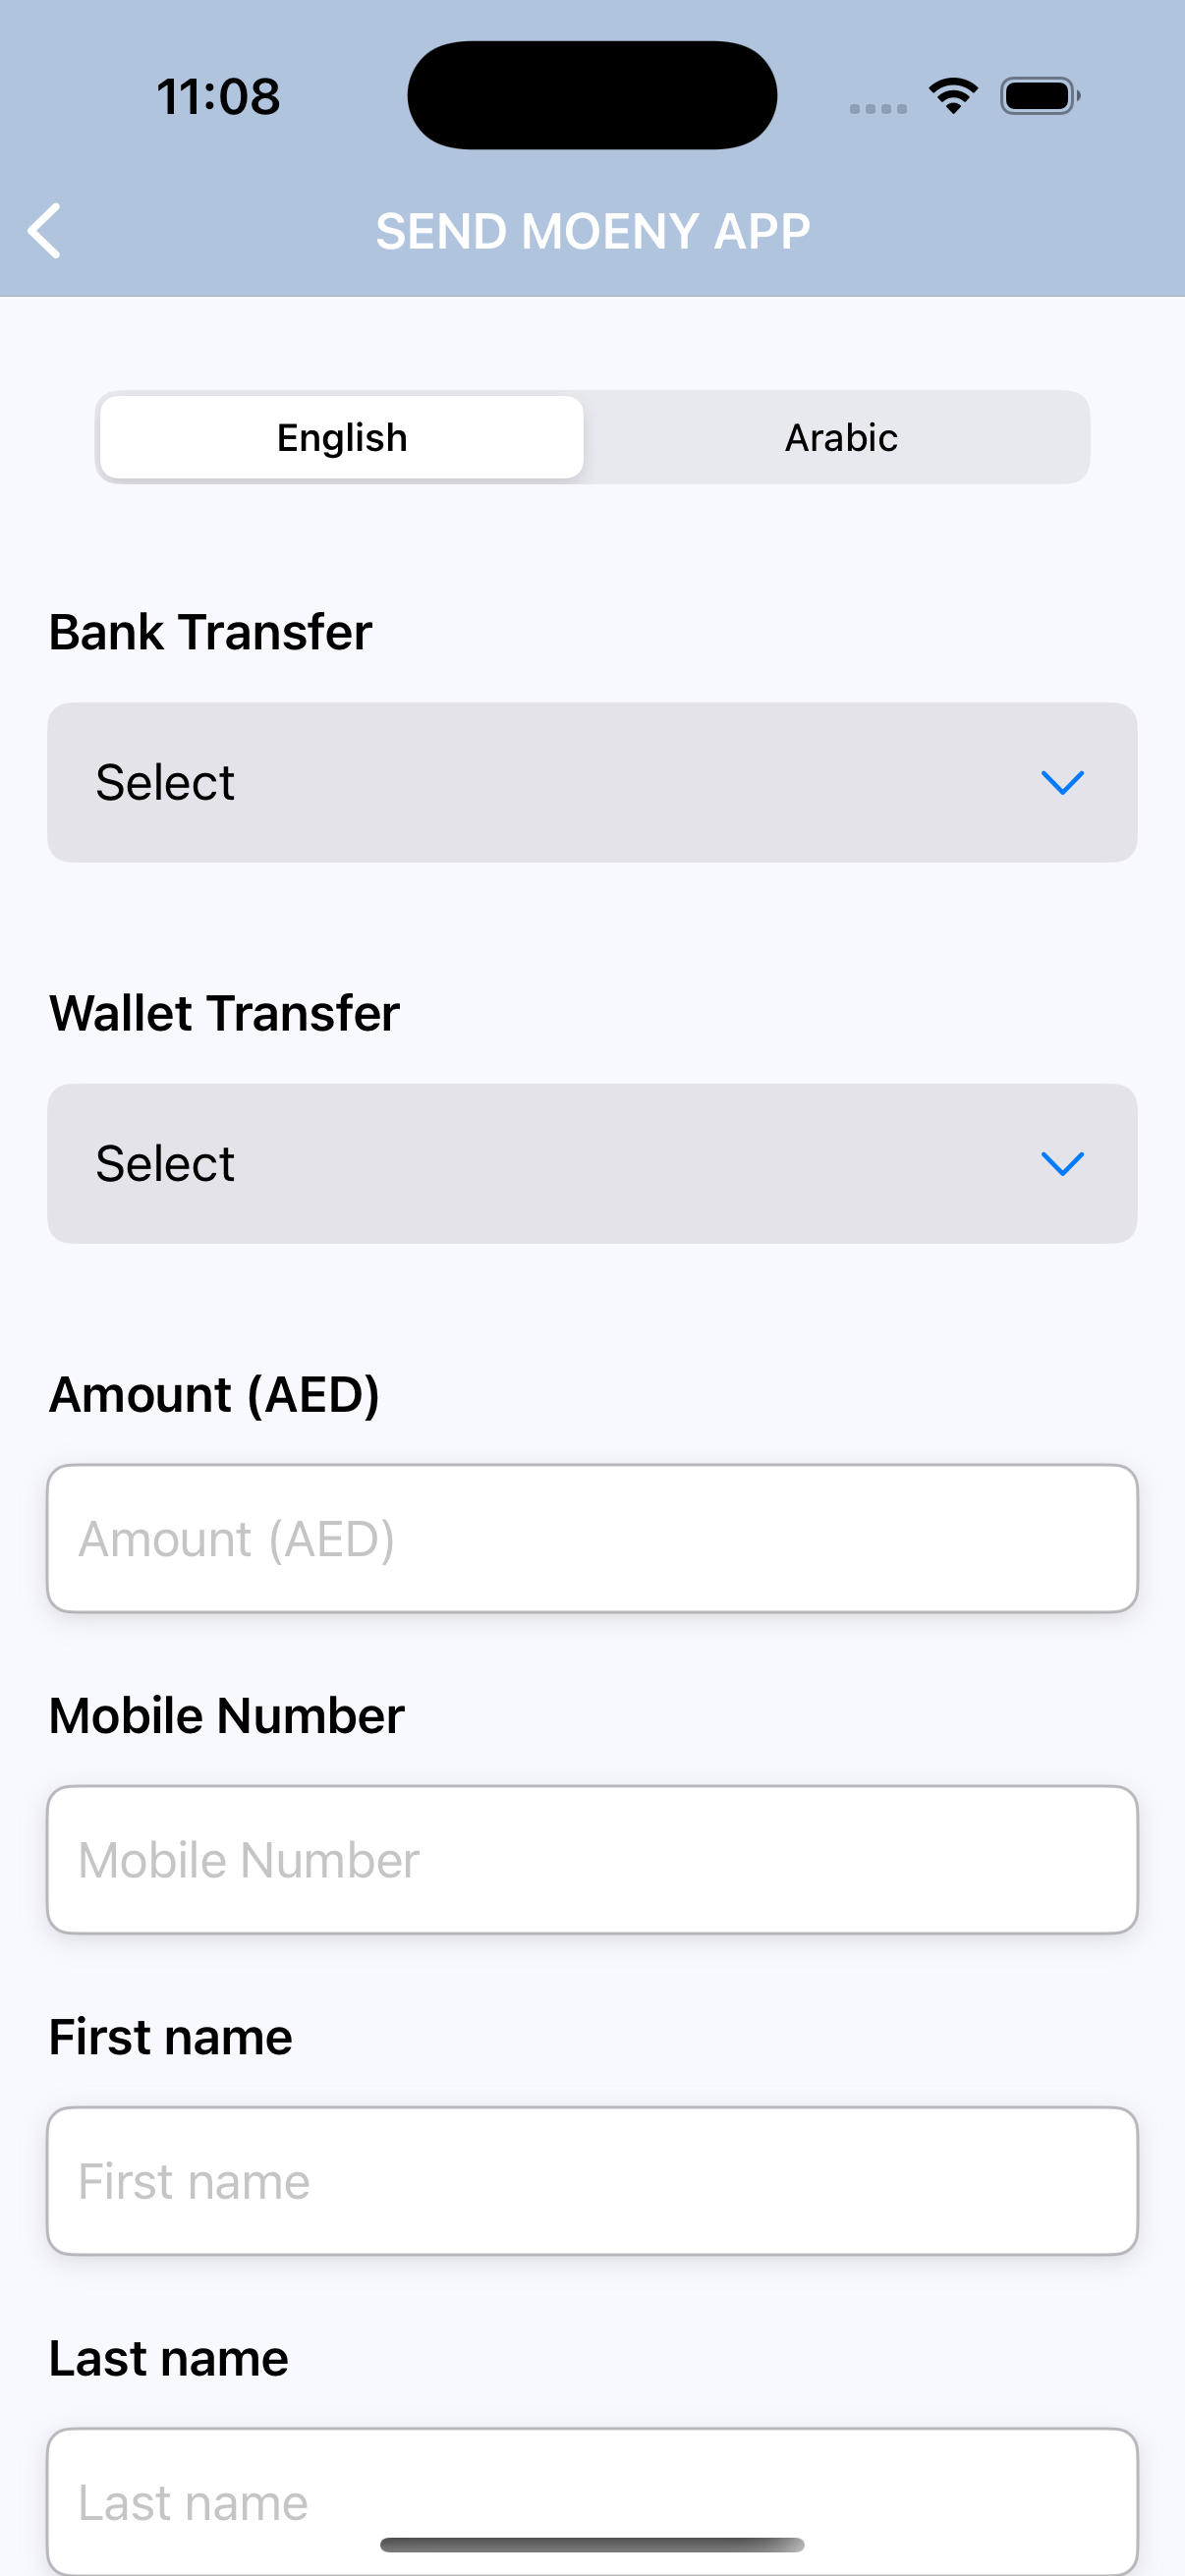 11:08
SEND MOENY APP
English
Arabic
Bank Transfer
Select
Wallet Transfer
Select
Amount (AED)
Amount (AED)
Mobile Number
Mobile Number
First name
First name
Last name
Last name